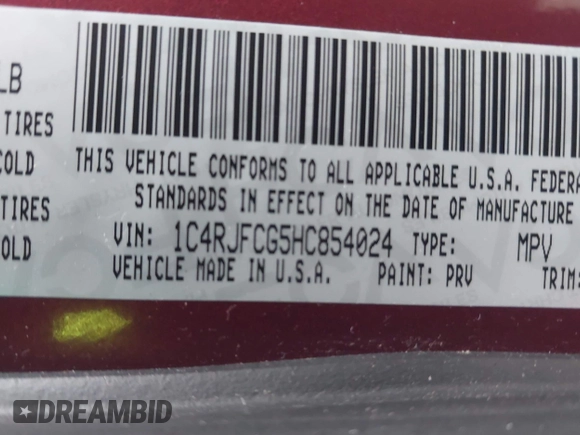 LB
TIRES
COLD
TIRES
COLD
THIS VEHICLE CONFORMS TO ALL APPLICABLE U.S.A. FEDERA
STANDARDS IN EFFECT ON THE DATE OF MANUFACTURE
VIN: 1C4RJFCG5HC854024 TYPE: MPV
VEHICLE MADE IN U.S.A. PAINT: PRV TRIM:
DREAMBID